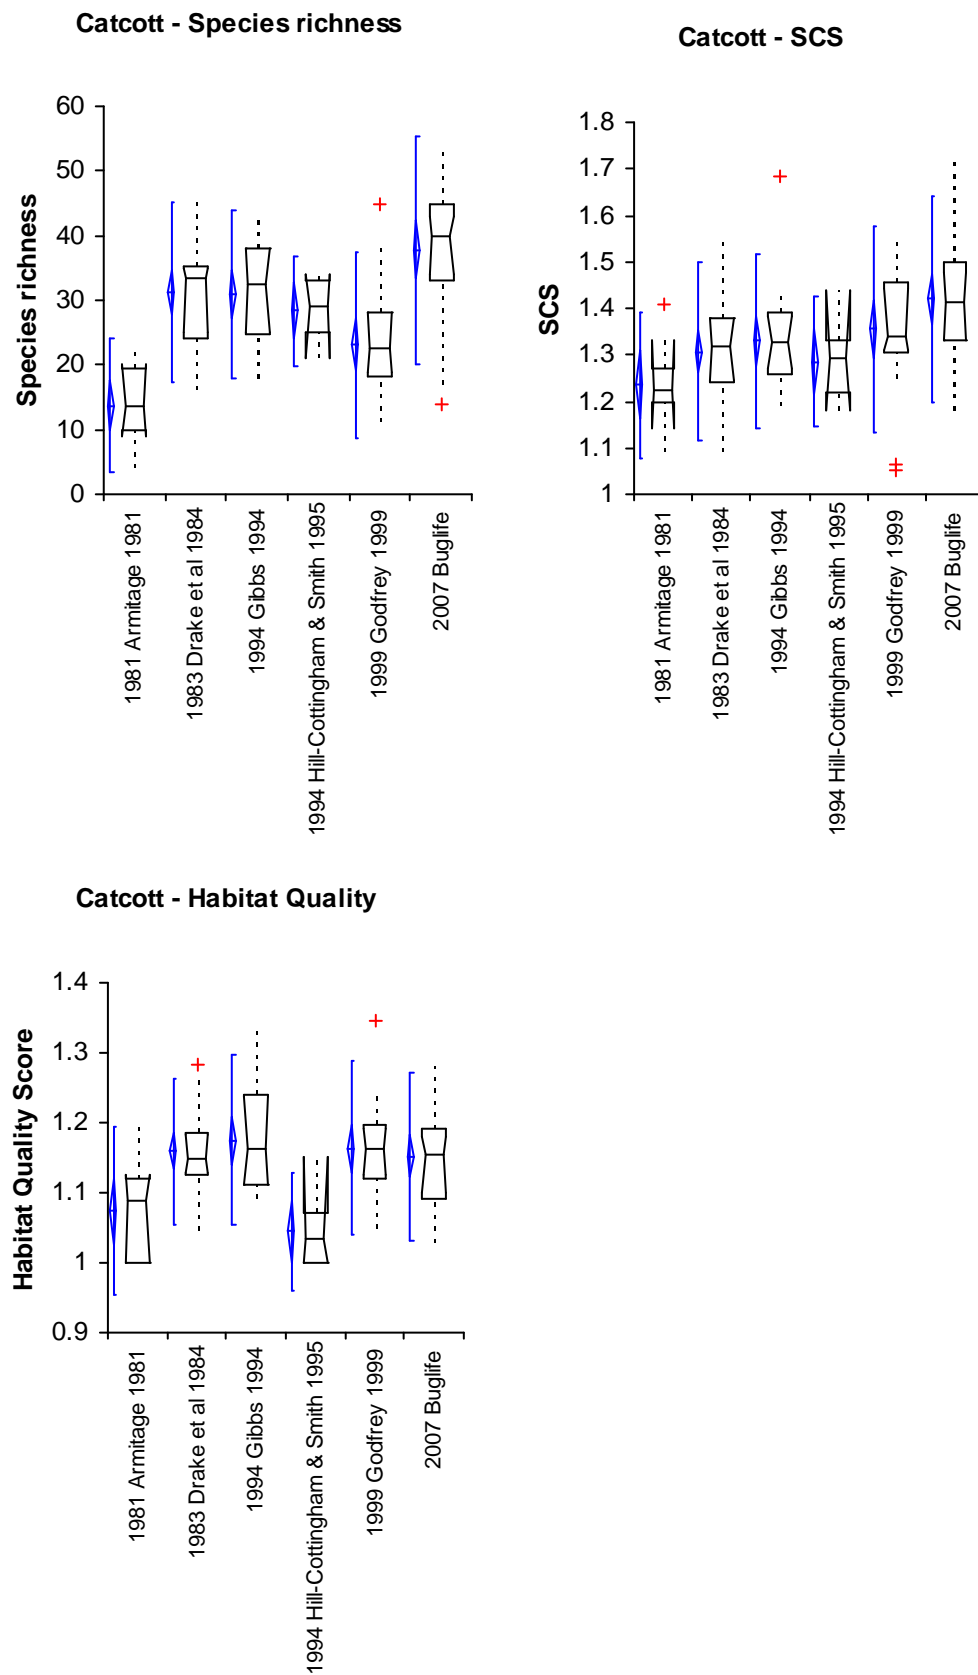 Catcott - Species richness
Species richness
60
50
40
30
20
10
0
1981 Armitage 1981
1983 Drake et al 1984
1994 Gibbs 1994
1994 Hill-Cottingham & Smith 1995
1999 Godfrey 1999
2007 Buglife
Catcott - SCS
SCS
1.8
1.7
1.6
1.5
1.4
1.3
1.2
1.1
1
1981 Armitage 1981
1983 Drake et al 1984
1994 Gibbs 1994
1994 Hill-Cottingham & Smith 1995
1999 Godfrey 1999
2007 Buglife
Catcott - Habitat Quality
Habitat Quality Score
1.4
1.3
1.2
1.1
1
0.9
1981 Armitage 1981
1983 Drake et al 1984
1994 Gibbs 1994
1994 Hill-Cottingham & Smith 1995
1999 Godfrey 1999
2007 Buglife